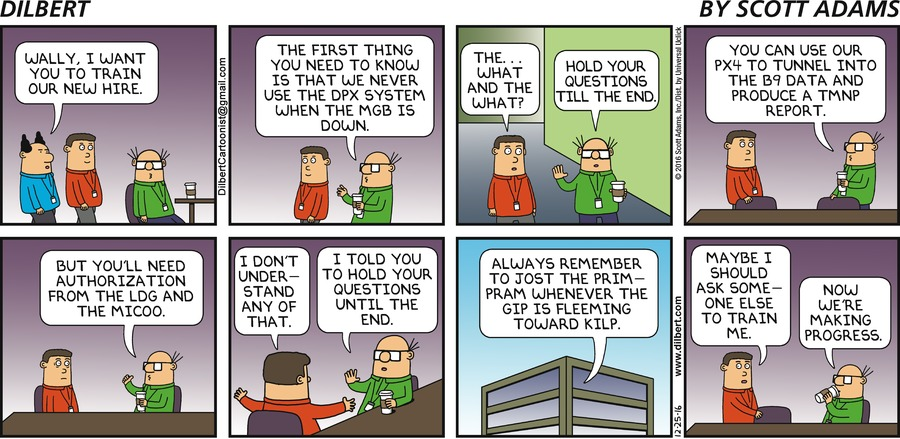 DILBERT
BY SCOTT ADAMS
WALLY, I WANT
YOU TO TRAIN
OUR NEW HIRE.
DilbertCartoonist@gmail.com
THE FIRST THING
YOU NEED TO KNOW
IS THAT WE NEVER
USE THE DPX SYSTEM
WHEN THE MGB IS
DOWN.
THE...
WHAT
AND THE
WHAT?
HOLD YOUR
QUESTIONS
TILL THE END.
© 2016 Scott Adams, Inc./Dist. by Universal Uclick
YOU CAN USE OUR
PX4 TO TUNNEL INTO
THE B9 DATA AND
PRODUCE A TMNP
REPORT.
BUT YOU'LL NEED
AUTHORIZATION
FROM THE LDG AND
THE MICOO.
I DON'T
UNDER-
STAND
ANY OF
THAT.
I TOLD YOU
TO HOLD YOUR
QUESTIONS
UNTIL THE
END.
ALWAYS REMEMBER
TO JOST THE PRIM-
PRAM WHENEVER THE
GIP IS FLEEMING
TOWARD KILP.
12-25-16
www.dilbert.com
MAYBE I
SHOULD
ASK SOME-
ONE ELSE
TO TRAIN
ME.
NOW
WE'RE
MAKING
PROGRESS.